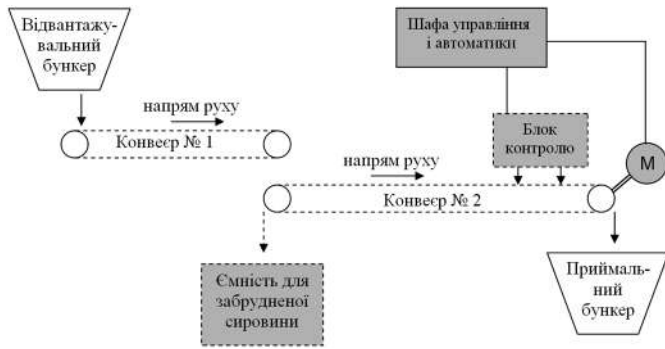 Відвантажу-
вальний
бункер
Шафа управління
і автоматики
напрям руху
Конвеєр № 1
Блок
контролю
напрям руху
М
Конвеєр № 2
Ємність для
забрудненої
сировини
Приймаль-
ний
бункер